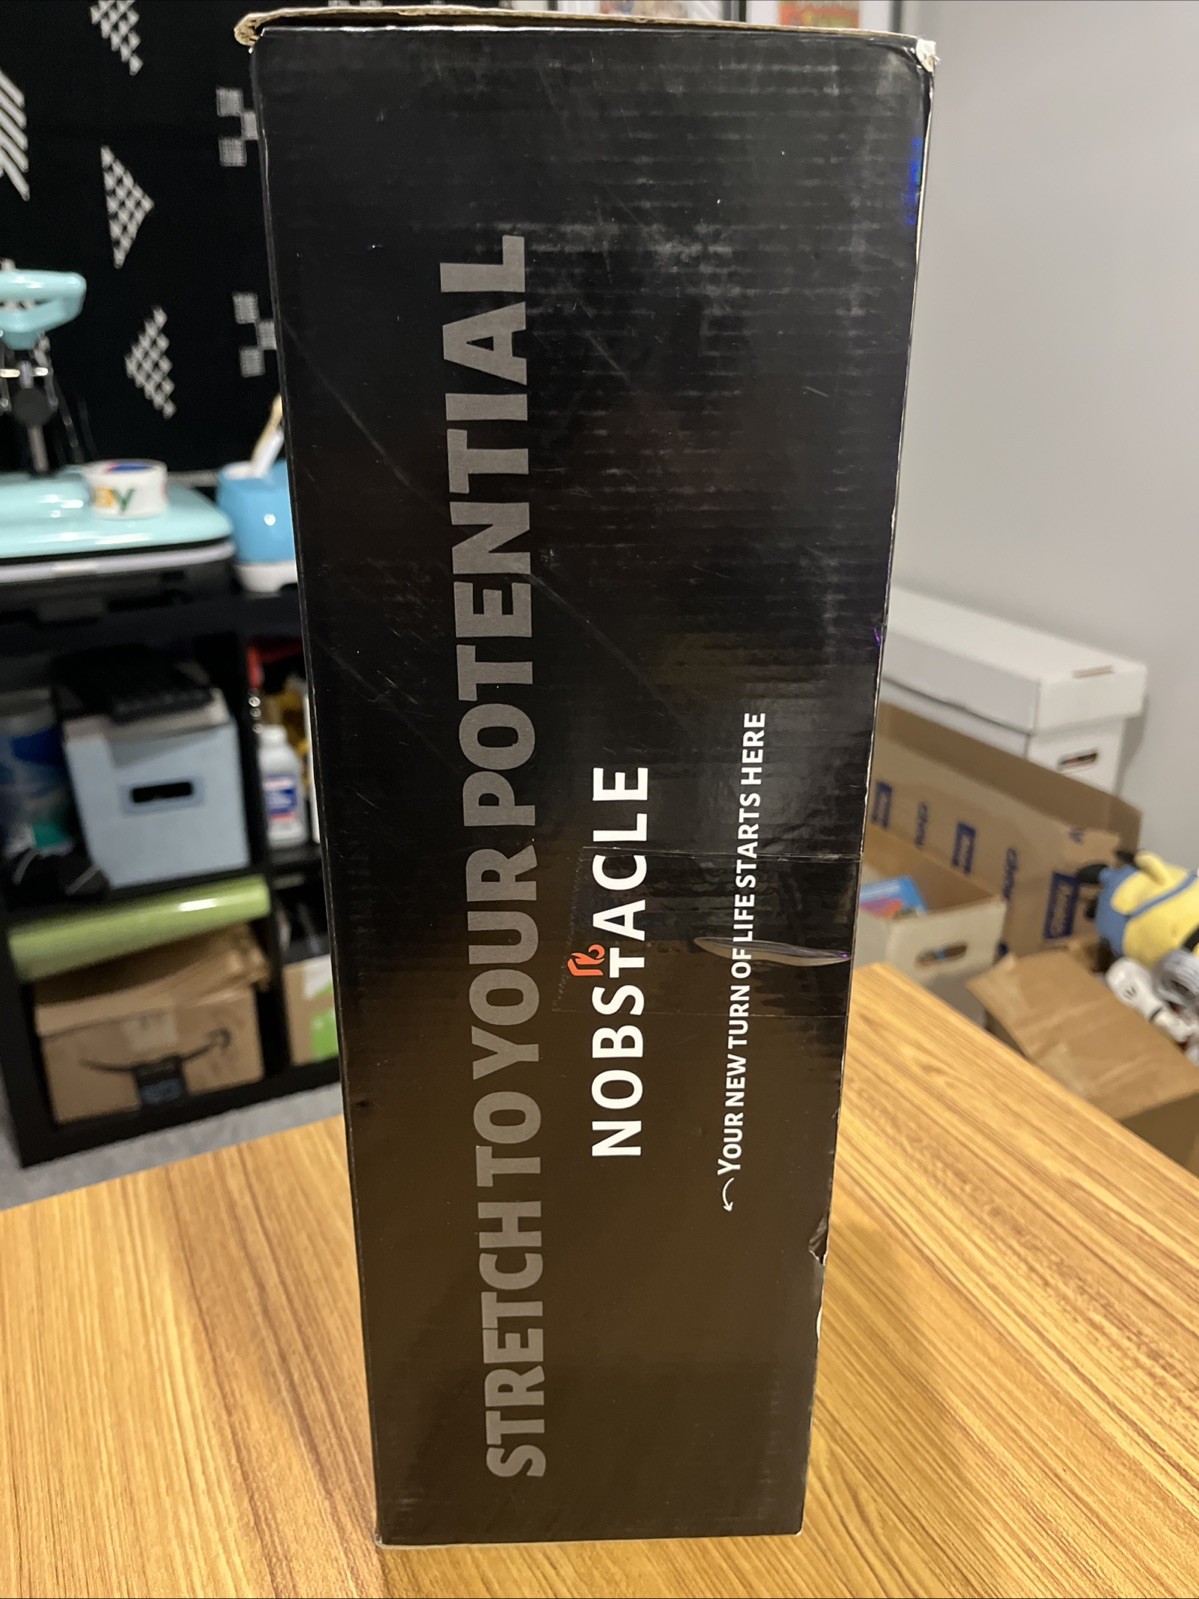 STRETCH TO YOUR POTENTIAL
NOBSTACLE
YOUR NEW TURN OF LIFE STARTS HERE